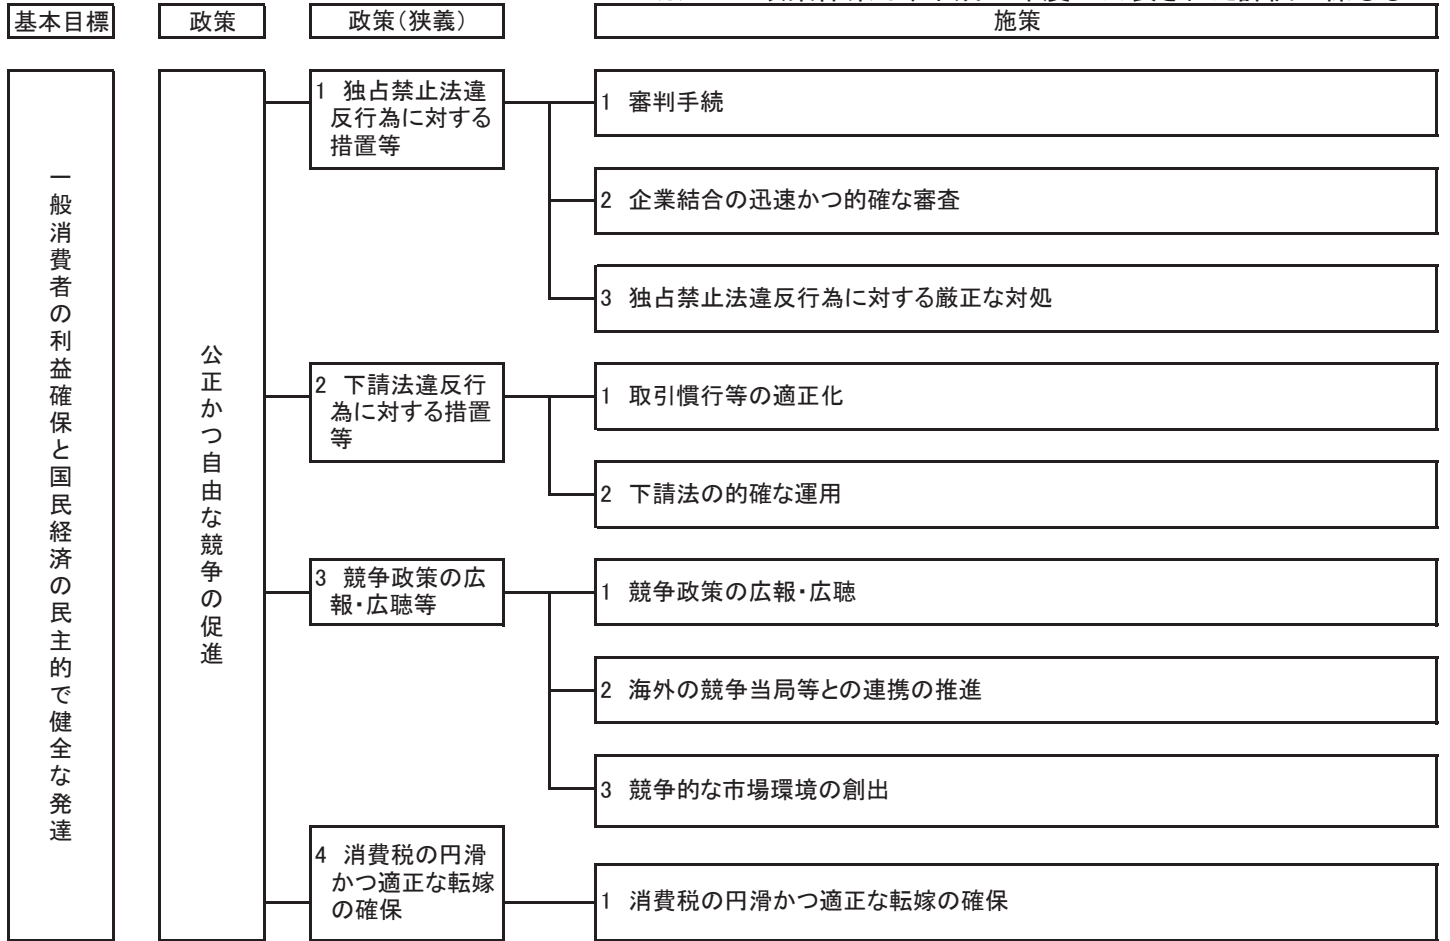 基本目標
政策
政策(狭義)
施策
一般消費者の利益確保と国民経済の民主的で健全な発達
公正かつ自由な競争の促進
1 独占禁止法違
反行為に対する
措置等
1 審判手続
2 企業結合の迅速かつ的確な審査
3 独占禁止法違反行為に対する厳正な対処
2 下請法違反行
為に対する措置
等
1 取引慣行等の適正化
2 下請法の的確な運用
3 競争政策の広
報・広聴等
1 競争政策の広報・広聴
2 海外の競争当局等との連携の推進
3 競争的な市場環境の創出
4 消費税の円滑
かつ適正な転嫁
の確保
1 消費税の円滑かつ適正な転嫁の確保